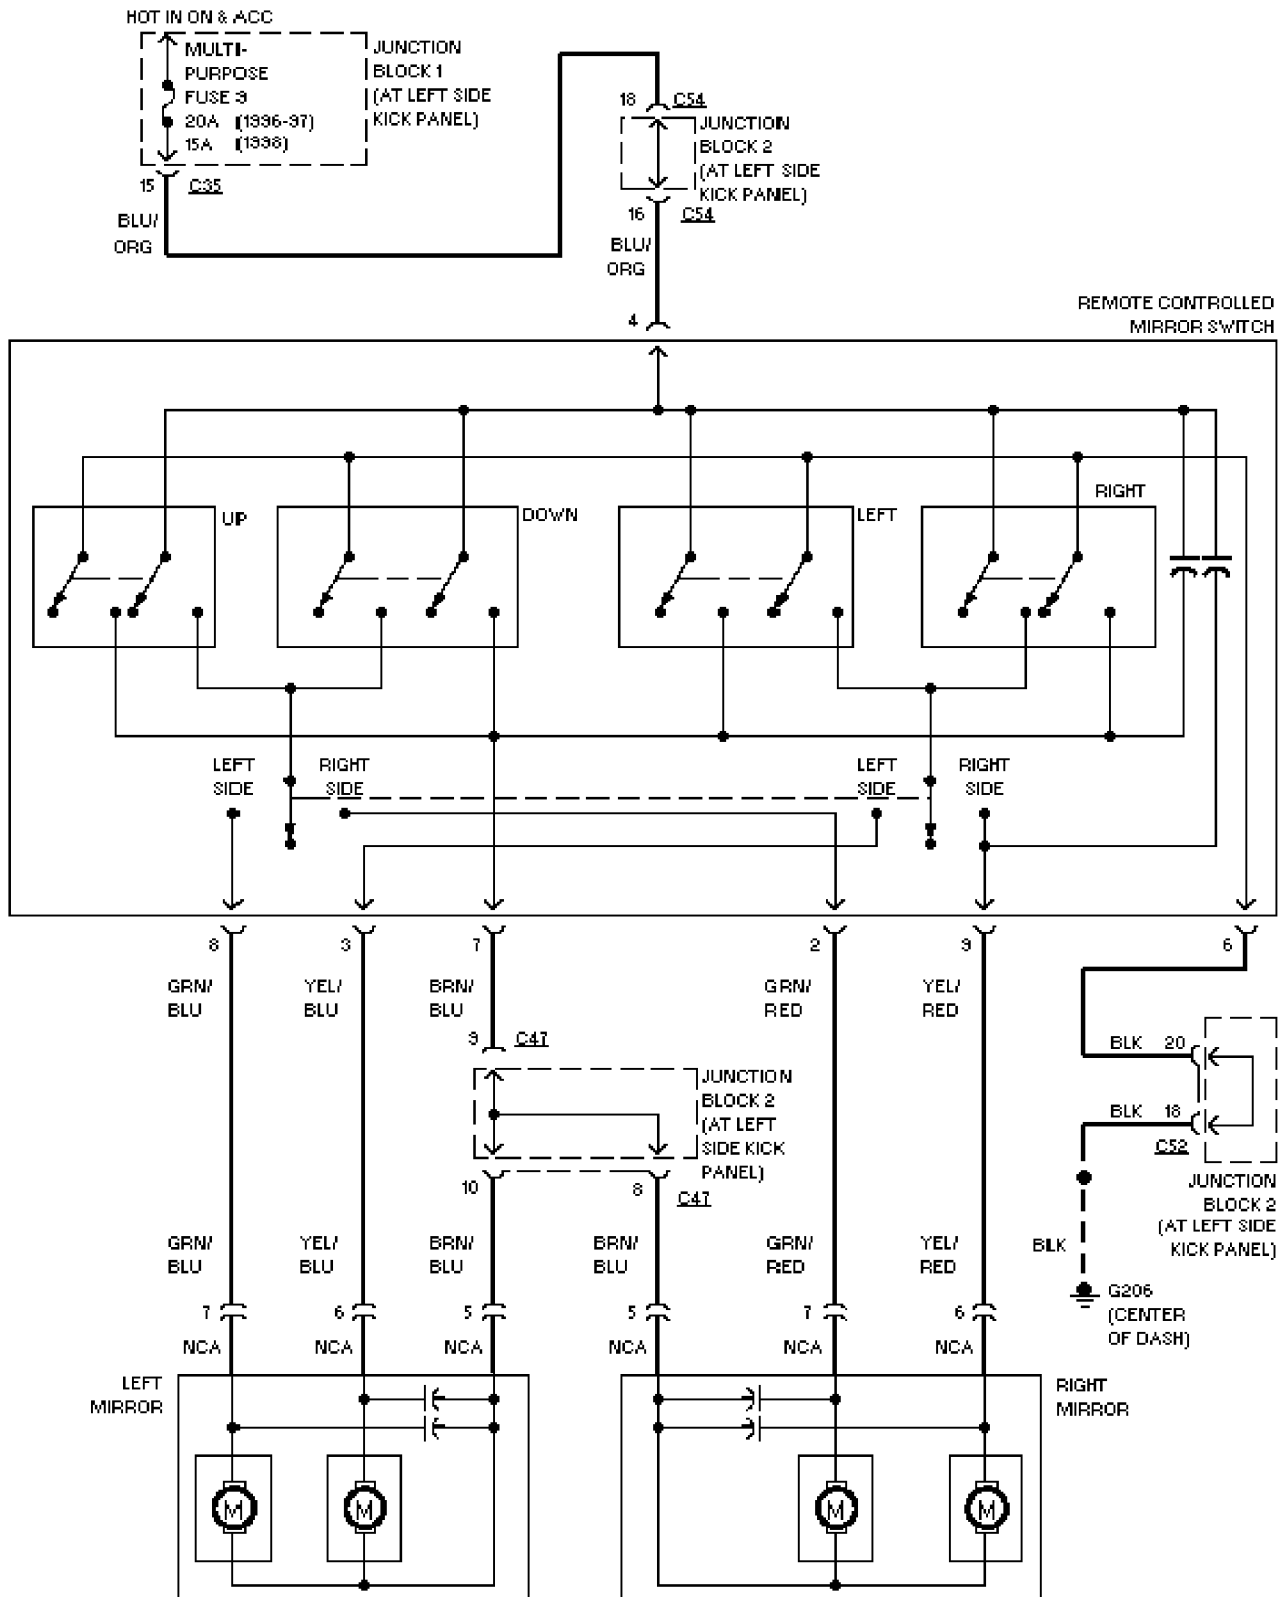 HOT IN ON & ACC
MULTI-
PURPOSE
FUSE 9
20A (1996-97)
15A (1998)
JUNCTION
BLOCK 1
(AT LEFT SIDE
KICK PANEL)
15 C35
BLU/
ORG
18 C54
JUNCTION
BLOCK 2
(AT LEFT SIDE
KICK PANEL)
16 C54
BLU/
ORG
4
REMOTE CONTROLLED
MIRROR SWITCH
UP
DOWN
LEFT
RIGHT
LEFT
SIDE
RIGHT
SIDE
LEFT
SIDE
RIGHT
SIDE
8 3 7 2 9 6
GRN/
BLU
YEL/
BLU
BRN/
BLU
GRN/
RED
YEL/
RED
9 C47
JUNCTION
BLOCK 2
(AT LEFT
SIDE KICK
PANEL)
10 8 C47
BLK 20
BLK 18
C52
JUNCTION
BLOCK 2
(AT LEFT SIDE
KICK PANEL)
BLK
G206
(CENTER
OF DASH)
GRN/
BLU
YEL/
BLU
BRN/
BLU
BRN/
BLU
GRN/
RED
YEL/
RED
7 6 5 5 7 6
NCA NCA NCA NCA NCA NCA
LEFT
MIRROR
RIGHT
MIRROR
M M M M